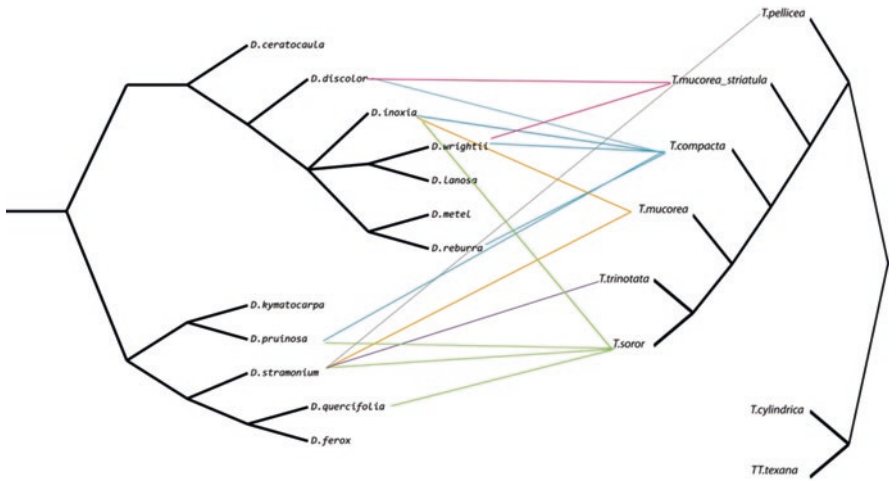 T.pellicea
D.ceratocaula
D.discolor
T.mucorea_striatula
D.inoxia
D.wrightii
T.compacta
D.lanosa
D.metel
T.mucorea
D.reburra
T.trinotata
D.kymatocarpa
D.pruinosa
T.soror
D.stramonium
D.quercifolia
T.cylindrica
D.ferox
TT.texana